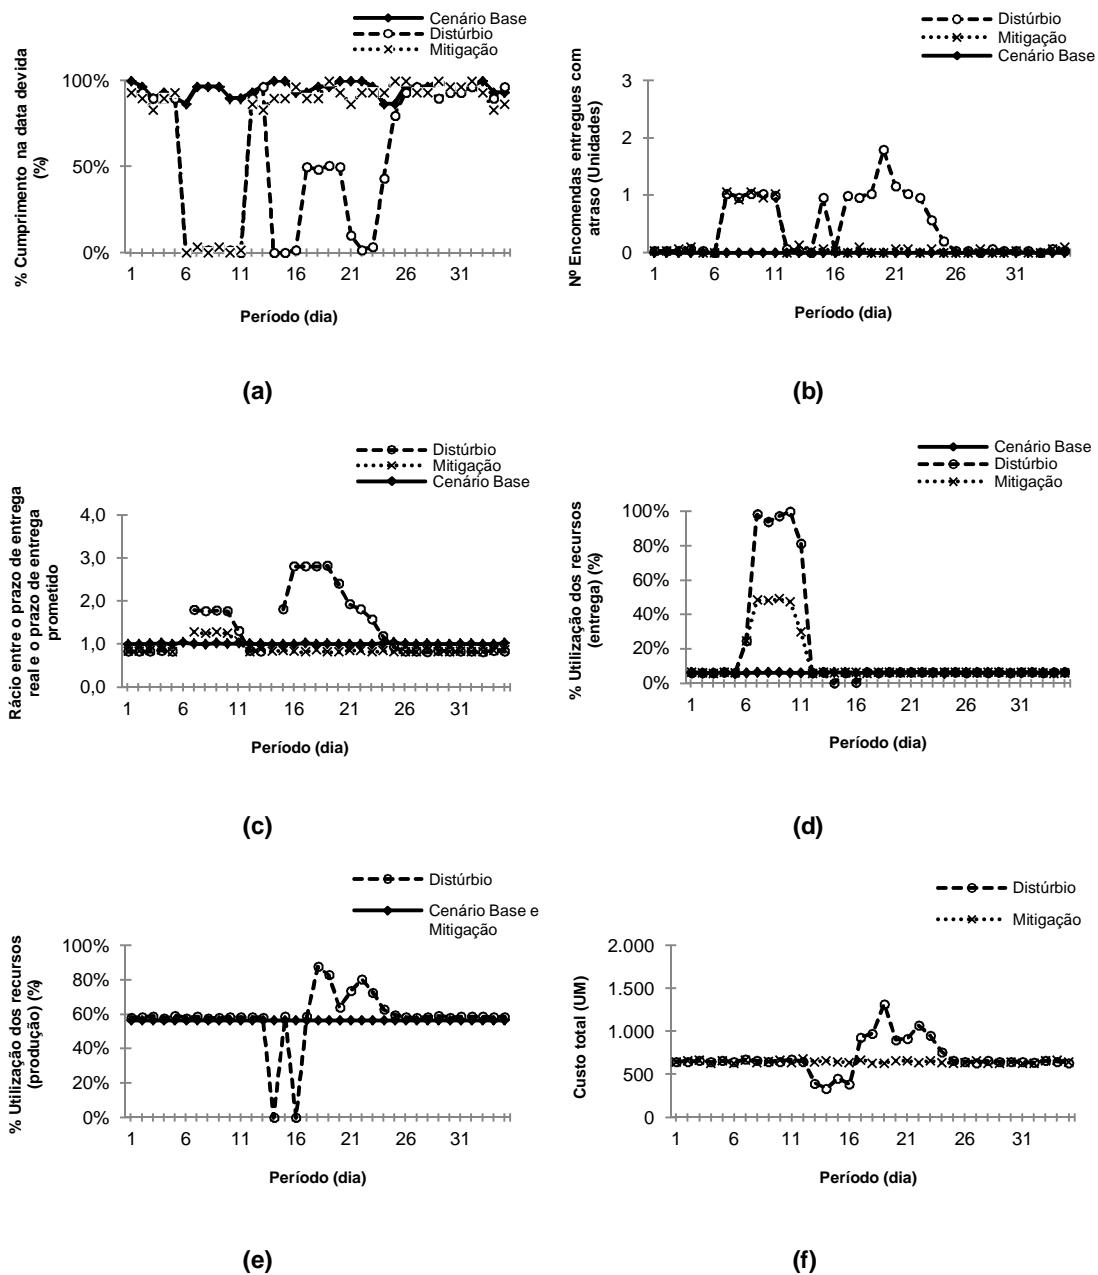 Cenário Base
Distúrbio
Mitigação
% Cumprimento na data devida
(%)
100%
50%
0%
1 6 11 16 21 26 31
Período (dia)
(a)
Distúrbio
Mitigação
Cenário Base
Nº Encomendas entregues com
atraso (Unidades)
3
2
1
0
1 6 11 16 21 26 31
Período (dia)
(b)
Distúrbio
Mitigação
Cenário Base
Rácio entre o prazo de entrega
real e o prazo de entrega
prometido
4,0
3,0
2,0
1,0
0,0
1 6 11 16 21 26 31
Período (dia)
(c)
Cenário Base
Distúrbio
Mitigação
% Utilização dos recursos
(entrega) (%)
100%
80%
60%
40%
20%
0%
1 6 11 16 21 26 31
Período (dia)
(d)
Distúrbio
Cenário Base e
Mitigação
% Utilização dos recursos
(produção) (%)
100%
80%
60%
40%
20%
0%
1 6 11 16 21 26 31
Período (dia)
(e)
Distúrbio
Mitigação
Custo total (UM)
2.000
1.500
1.000
500
0
1 6 11 16 21 26 31
Período (dia)
(f)